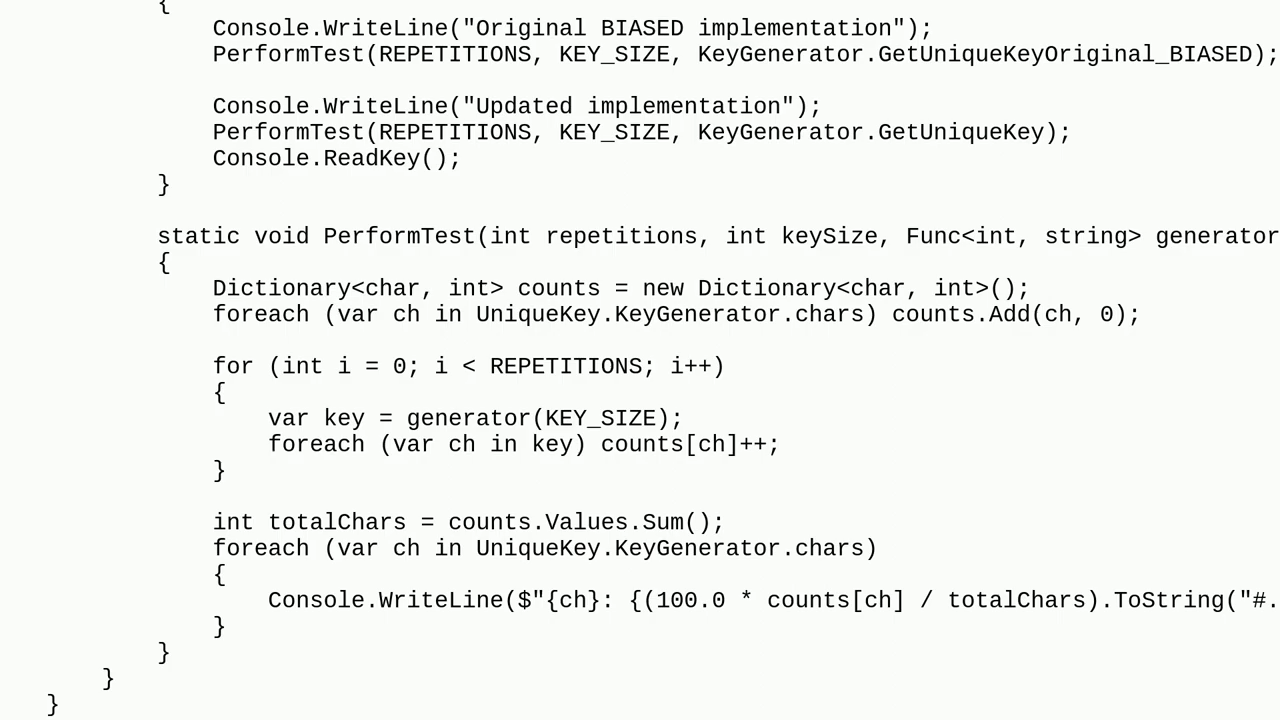 {
Console.WriteLine("Original BIASED implementation");
PerformTest(REPETITIONS, KEY_SIZE, KeyGenerator.GetUniqueKeyOriginal_BIASED);
Console.WriteLine("Updated implementation");
PerformTest(REPETITIONS, KEY_SIZE, KeyGenerator.GetUniqueKey);
Console.ReadKey();
}
static void PerformTest(int repetitions, int keySize, Func<int, string> generator
{
Dictionary<char, int> counts = new Dictionary<char, int>();
foreach (var ch in UniqueKey.KeyGenerator.chars) counts.Add(ch, 0);
for (int i = 0; i < REPETITIONS; i++)
{
var key = generator(KEY_SIZE);
foreach (var ch in key) counts[ch]++;
}
int totalChars = counts.Values.Sum();
foreach (var ch in UniqueKey.KeyGenerator.chars)
{
Console.WriteLine($"{ch}: {(100.0 * counts[ch] / totalChars).ToString("#.
}
}
}
}